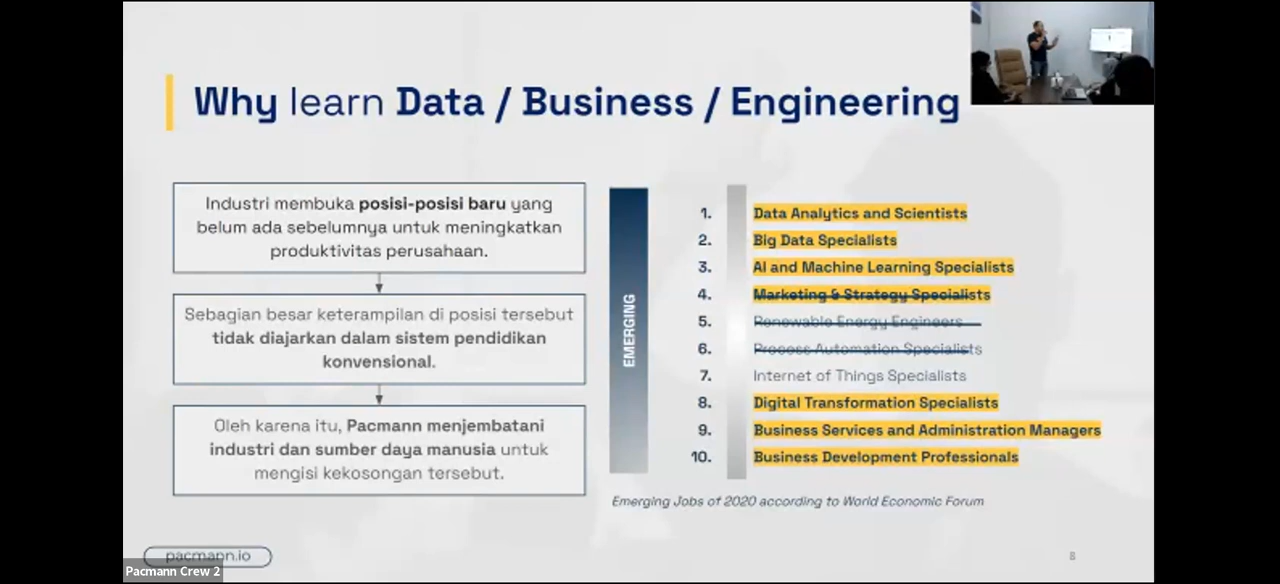 Why learn Data / Business / Engineering
Industri membuka posisi-posisi baru yang
belum ada sebelumnya untuk meningkatkan
produktivitas perusahaan.
Sebagian besar keterampilan di posisi tersebut
tidak diajarkan dalam sistem pendidikan
konvensional.
Oleh karena itu, Pacmann menjembatani
industri dan sumber daya manusia untuk
mengisi kekosongan tersebut.
EMERGING
1. Data Analytics and Scientists
2. Big Data Specialists
3. AI and Machine Learning Specialists
4. Marketing & Strategy Specialists
5. Renewable Energy Engineers
6. Process Automation Specialists
7. Internet of Things Specialists
8. Digital Transformation Specialists
9. Business Services and Administration Managers
10. Business Development Professionals
Emerging Jobs of 2020 according to World Economic Forum
pacmann.io
8
Pacmann Crew 2